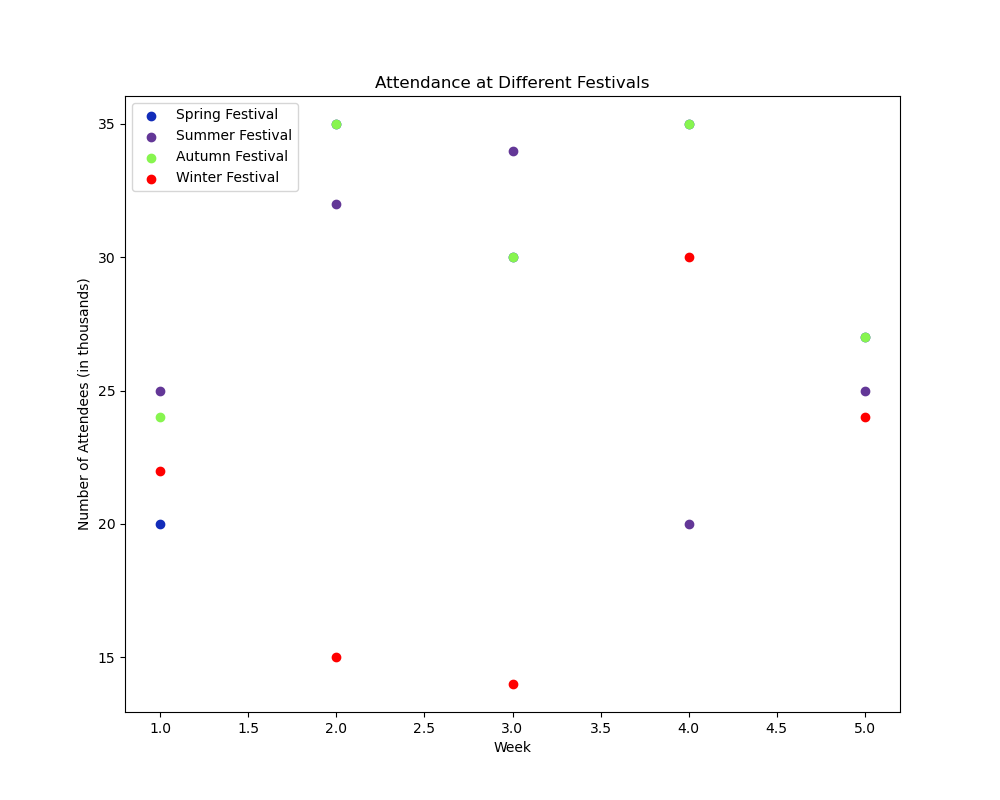 Attendance at Different Festivals
Spring Festival
Summer Festival
Autumn Festival
Winter Festival
Number of Attendees (in thousands)
35
30
25
20
15
1.0 1.5 2.0 2.5 3.0 3.5 4.0 4.5 5.0
Week